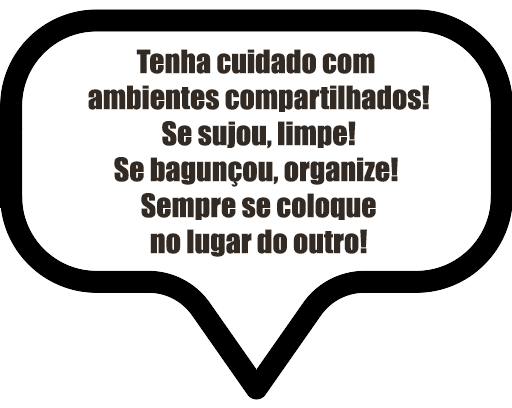 Tenha cuidado com
ambientes compartilhados!
Se sujou, limpe!
Se bagunçou, organize!
Sempre se coloque
no lugar do outro!